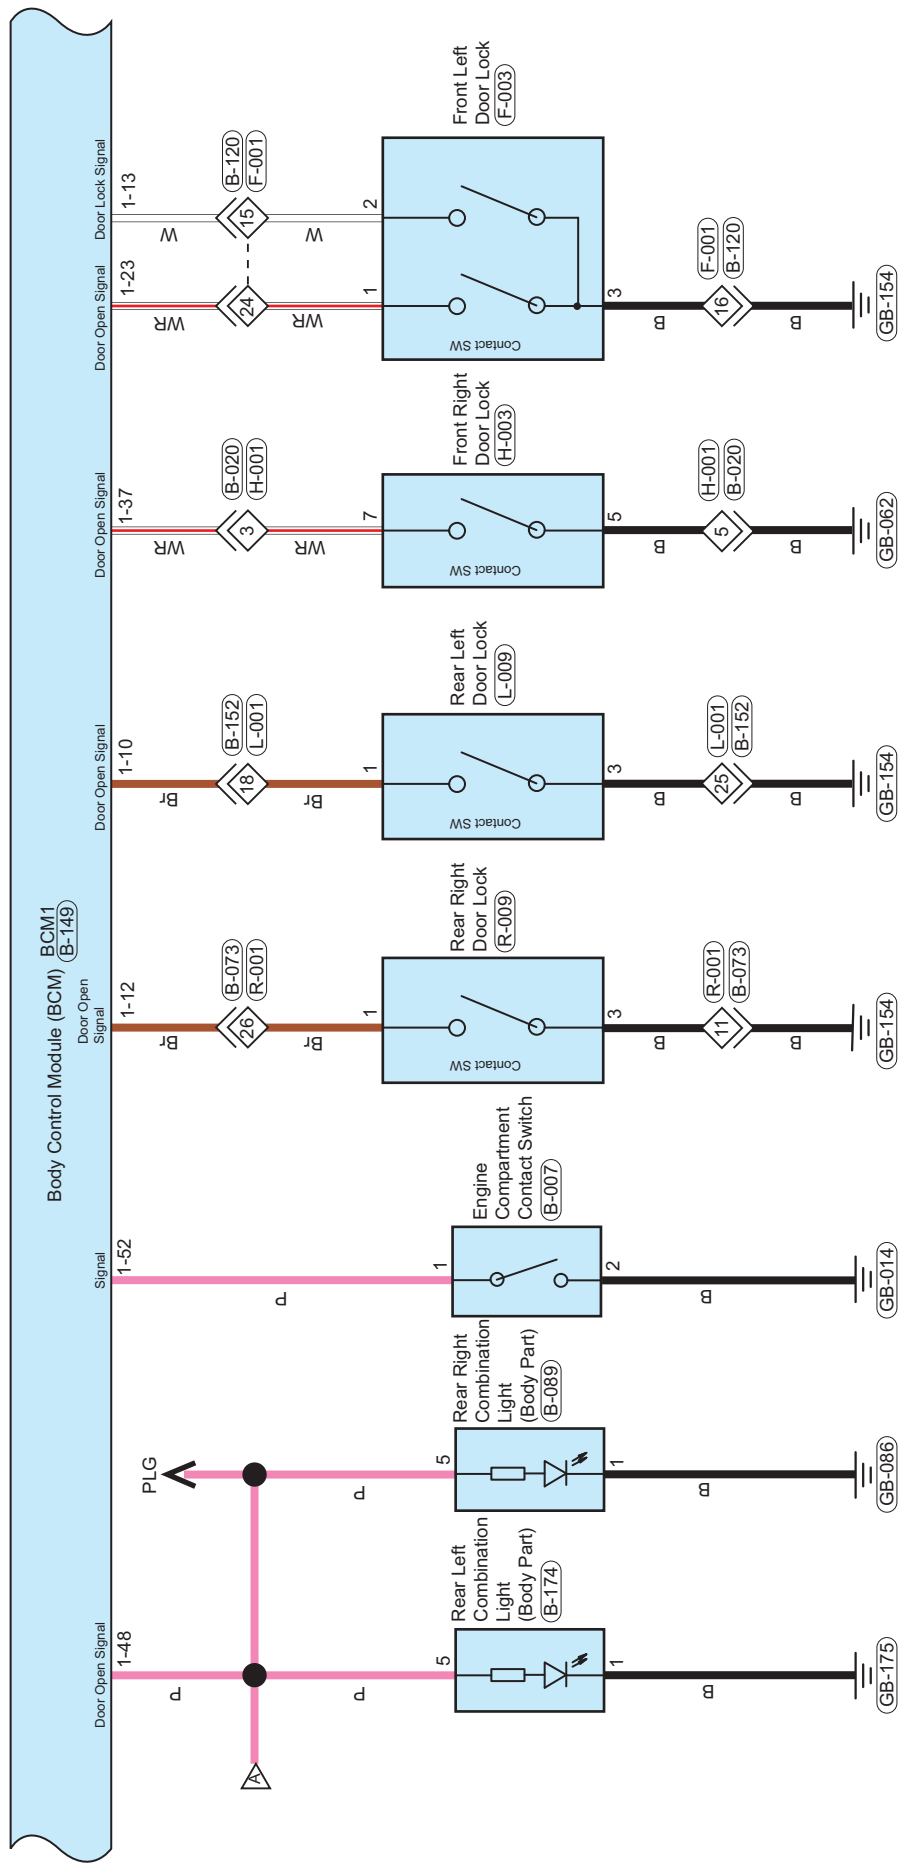 Body Control Module (BCM)
BCM1
B-149
Door Open Signal
1-48
P
A
P
5
Rear Left
Combination
Light
(Body Part)
B-174
1
B
GB-175
PLG
P
5
Rear Right
Combination
Light
(Body Part)
B-089
1
B
GB-086
Signal
1-52
P
1
Engine
Compartment
Contact Switch
B-007
2
B
GB-014
Door Open
Signal
1-12
Br
26
B-073
R-001
Br
1
Rear Right
Door Lock
R-009
Contact SW
3
B
11
R-001
B-073
B
GB-154
Door Open Signal
1-10
Br
18
B-152
L-001
Br
1
Rear Left
Door Lock
L-009
Contact SW
3
B
25
L-001
B-152
B
GB-154
Door Open Signal
1-37
WR
3
B-020
H-001
WR
7
Front Right
Door Lock
H-003
Contact SW
5
B
5
H-001
B-020
B
GB-062
Door Open Signal
1-23
WR
24
WR
1
Door Lock Signal
1-13
W
15
B-120
F-001
W
2
Front Left
Door Lock
F-003
Contact SW
3
B
16
F-001
B-120
B
GB-154